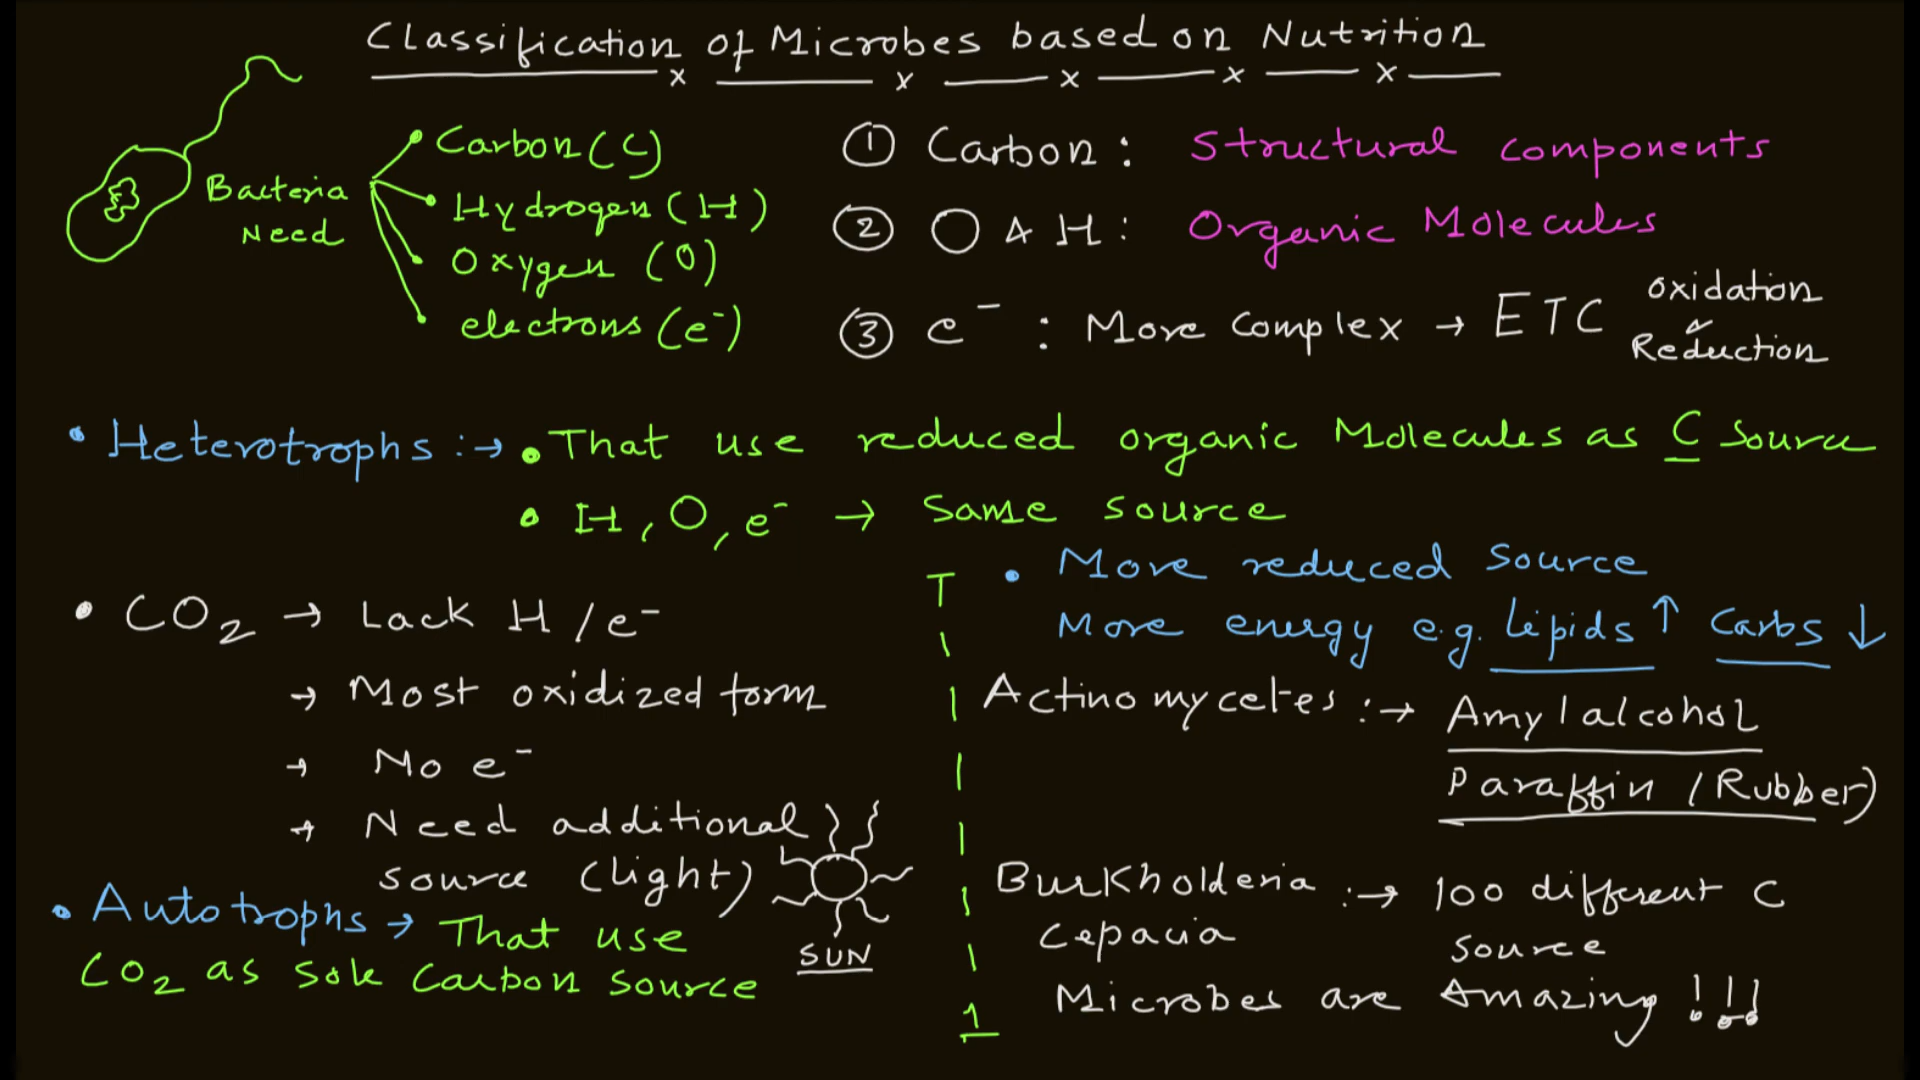 Classification of Microbes based on Nutrition
Bacteria Need
Carbon (C)
Hydrogen (H)
Oxygen (O)
electrons (e⁻)
① Carbon : Structural components
② O & H : Organic Molecules
③ e⁻ : More Complex → ETC oxidation & Reduction
• Heterotrophs :→ • That use reduced organic Molecules as C Source
• H, O, e⁻ → Same source
• CO₂ → Lack H / e⁻
→ Most oxidized form
→ No e⁻
→ Need additional
source (light)
SUN
• Autotrophs → That use
CO₂ as sole Carbon source
• More reduced source
More energy e.g. Lipids ↑ Carbs ↓
Actinomycetes :→ Amyl alcohol
Paraffin / Rubber)
Burkholderia :→ 100 different C
cepacia source
Microbes are Amazing !!!